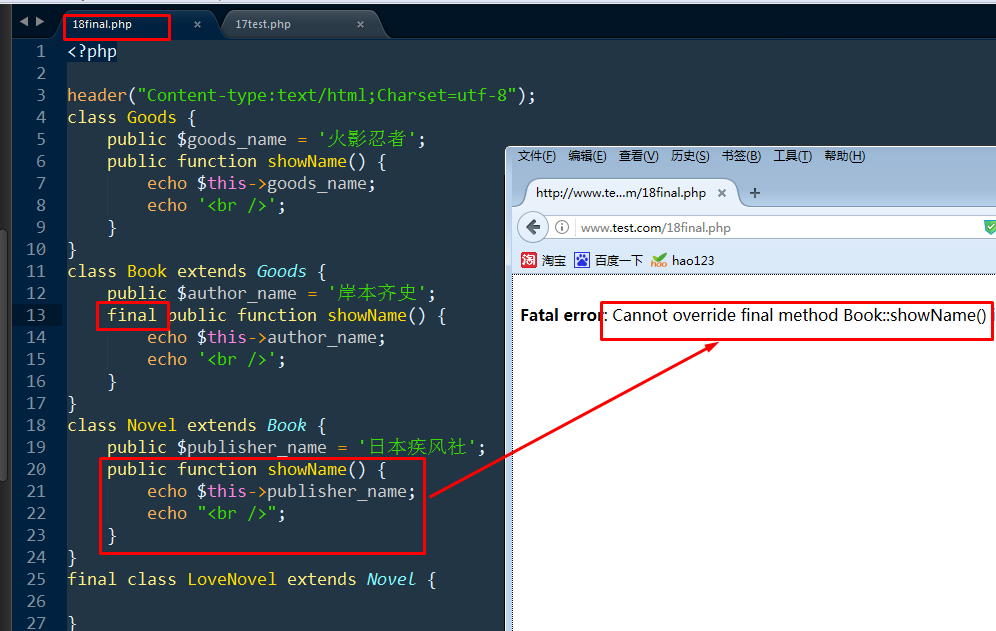 18final.php × 17test.php ×
1 <?php
2
3 header("Content-type:text/html;Charset=utf-8");
4 class Goods {
5 public $goods_name = '火影忍者';
6 public function showName() {
7 echo $this->goods_name;
8 echo '<br />';
9 }
10 }
11 class Book extends Goods {
12 public $author_name = '岸本齐史';
13 final public function showName() {
14 echo $this->author_name;
15 echo '<br />';
16 }
17 }
18 class Novel extends Book {
19 public $publisher_name = '日本疾风社';
20 public function showName() {
21 echo $this->publisher_name;
22 echo "<br />";
23 }
24 }
25 final class LoveNovel extends Novel {
26
27 }
文件(F) 编辑(E) 查看(V) 历史(S) 书签(B) 工具(T) 帮助(H)
http://www.te...m/18final.php × +
www.test.com/18final.php
淘 淘宝 百度一下 hao hao123
Fatal error: Cannot override final method Book::showName()